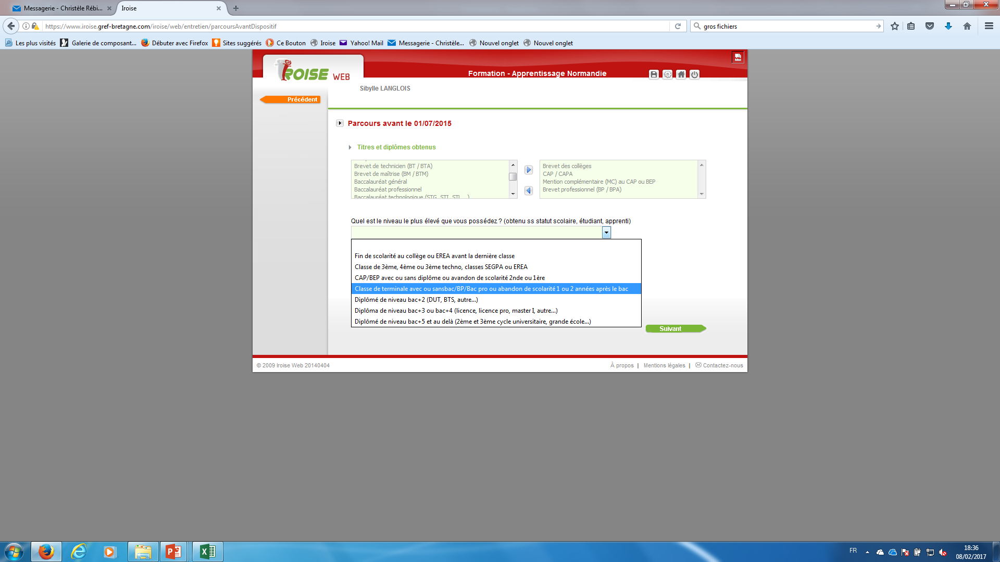 Messagerie - Christèle Rébi...
Iroise
https://www.iroise.gref-bretagne.com/iroise/web/entretien/parcoursAvantDispositif
gros fichiers
Les plus visités
Galerie de composant...
Débuter avec Firefox
Sites suggérés
Ce Bouton
Iroise
Yahoo! Mail
Messagerie - Christèle...
Nouvel onglet
Nouvel onglet
IROISE WEB
Formation - Apprentissage Normandie
Sibylle LANGLOIS
Précédent
Parcours avant le 01/07/2015
Titres et diplômes obtenus
Brevet de technicien (BT / BTA)
Brevet de maîtrise (BM / BTM)
Baccalauréat général
Baccalauréat professionnel
Baccalauréat technologique (STG, STI, STL, ...)
Brevet des collèges
CAP / CAPA
Mention complémentaire (MC) au CAP ou BEP
Brevet professionnel (BP / BPA)
Quel est le niveau le plus élevé que vous possédez ? (obtenu ss statut scolaire, étudiant, apprenti)
Fin de scolarité au collège ou EREA avant la dernière classe
Classe de 3ème, 4ème ou 3ème techno, classes SEGPA ou EREA
CAP/BEP avec ou sans diplôme ou avandon de scolarité 2nde ou 1ère
Classe de terminale avec ou sansbac/BP/Bac pro ou abandon de scolarité 1 ou 2 années après le bac
Diplômé de niveau bac+2 (DUT, BTS, autre...)
Diplôma de niveau bac+3 ou bac+4 (licence, licence pro, master I, autre...)
Diplômé de niveau bac+5 et au delà (2ème et 3ème cycle universitaire, grande école...)
Suivant
© 2009 Iroise Web 20140404
À propos | Mentions légales | Contactez-nous
FR
18:36
08/02/2017